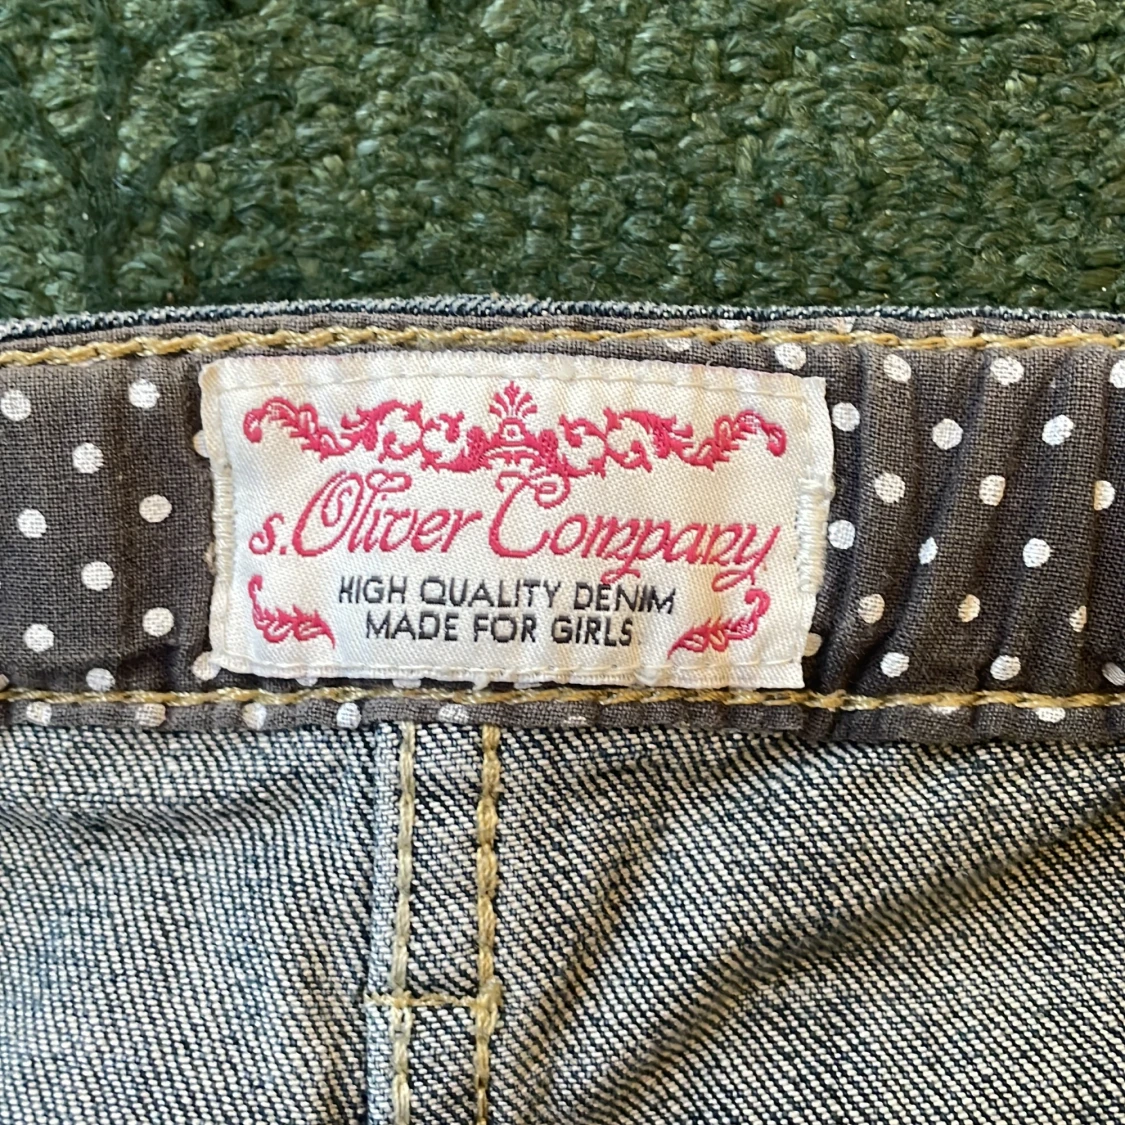 s.Oliver Company
HIGH QUALITY DENIM
MADE FOR GIRLS